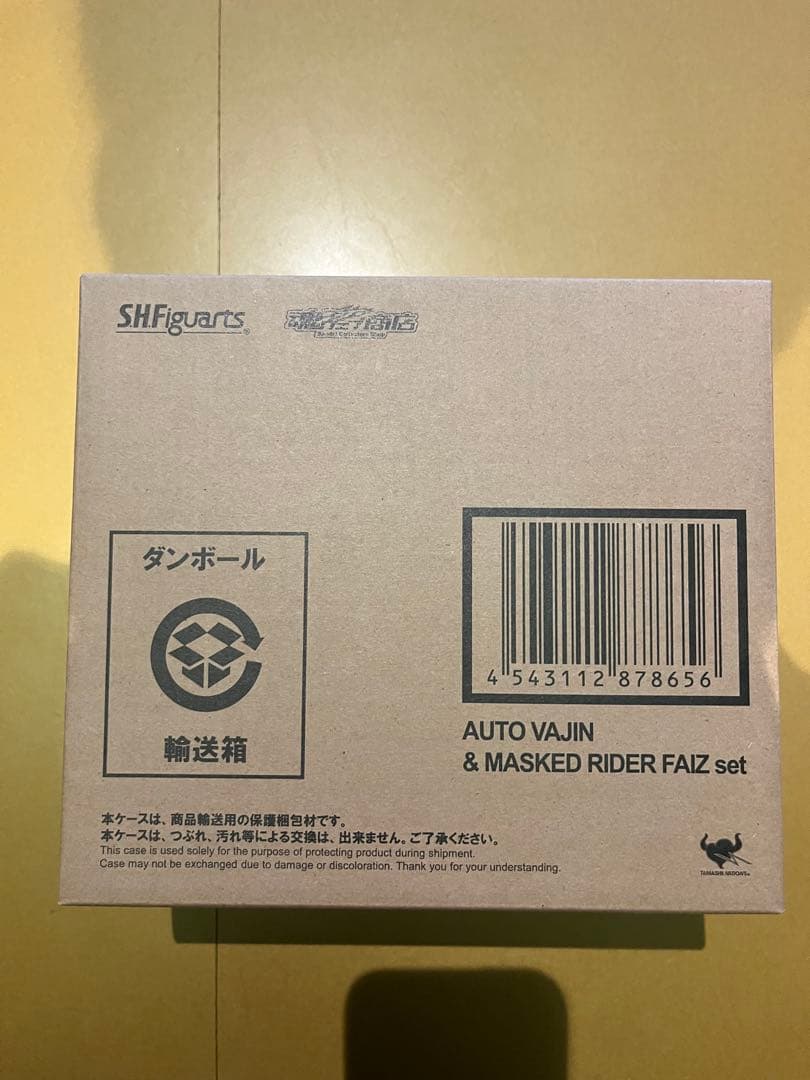 S.H.Figuarts
魂ウェブ商店
Bandai Collectors Shop
ダンボール
輸送箱
4 543112 878656
AUTO VAJIN
& MASKED RIDER FAIZ set
本ケースは、商品輸送用の保護梱包材です。
本ケースは、つぶれ、汚れ等による交換は、出来ません。ご了承ください。
This case is used solely for the purpose of protecting product during shipment.
Case may not be exchanged due to damage or discoloration. Thank you for your understanding.
TAMASHII NATIONS